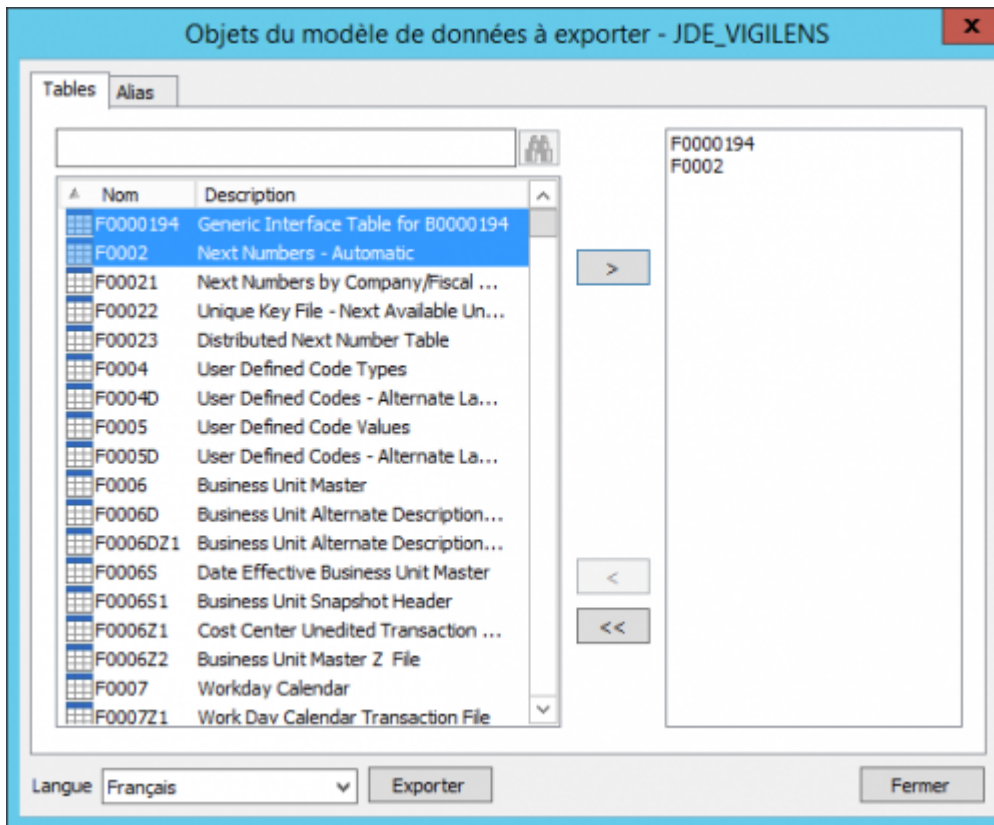 Objets du modèle de données à exporter - JDE_VIGILENS
x
Tables Alias
Nom Description
F0000194 Generic Interface Table for B0000194
F0002 Next Numbers - Automatic
F00021 Next Numbers by Company/Fiscal ...
F00022 Unique Key File - Next Available Un...
F00023 Distributed Next Number Table
F0004 User Defined Code Types
F0004D User Defined Codes - Alternate La...
F0005 User Defined Code Values
F0005D User Defined Codes - Alternate La...
F0006 Business Unit Master
F0006D Business Unit Alternate Description...
F0006DZ1 Business Unit Alternate Description...
F0006S Date Effective Business Unit Master
F0006S1 Business Unit Snapshot Header
F0006Z1 Cost Center Unedited Transaction ...
F0006Z2 Business Unit Master Z File
F0007 Workday Calendar
F0007Z1 Work Day Calendar Transaction File
>
<
<<
F0000194
F0002
Langue Français Exporter Fermer